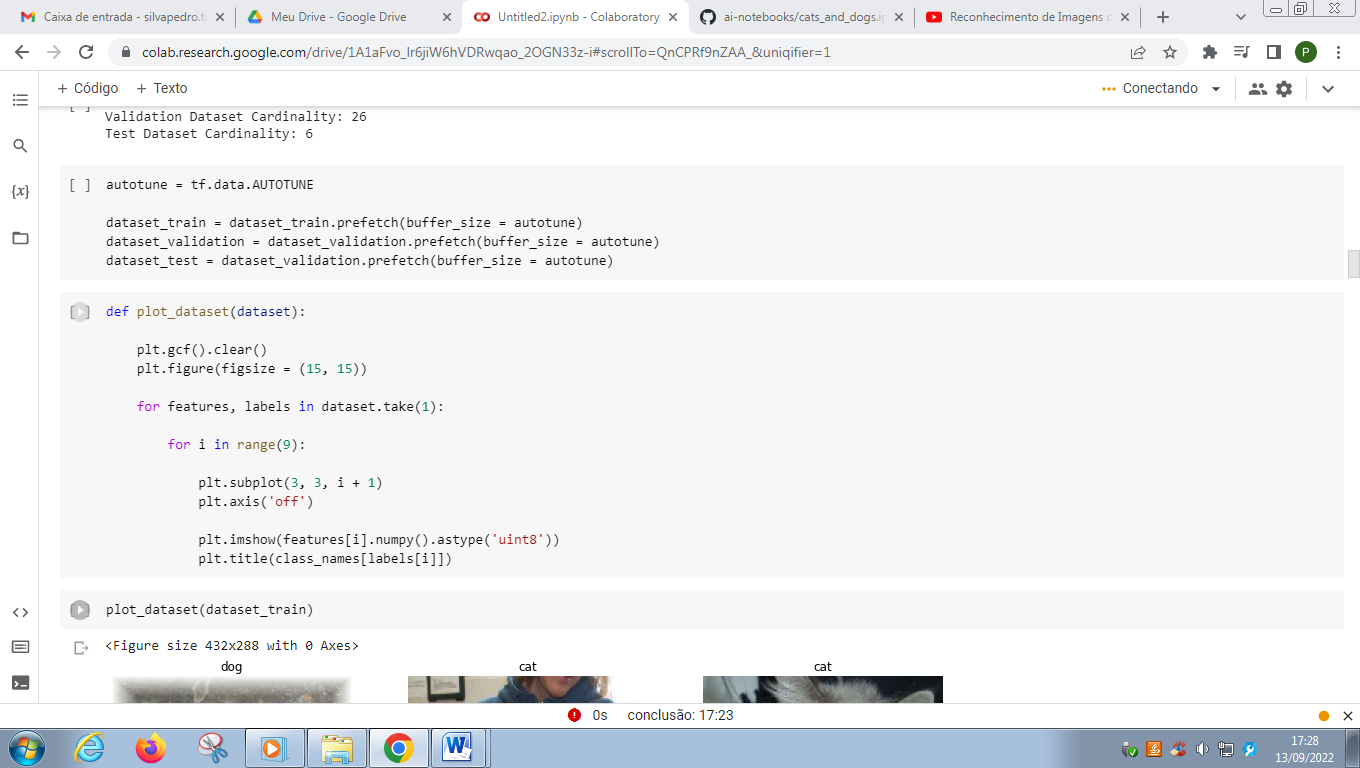 Caixa de entrada - silvapedro.t
Meu Drive - Google Drive
Untitled2.ipynb - Colaboratory
ai-notebooks/cats_and_dogs.ip
Reconhecimento de Imagens c
colab.research.google.com/drive/1A1aFvo_lr6jiW6hVDRwqao_2OGN33z-i#scrollTo=QnCPRf9nZAA_&uniqifier=1
P
+ Código + Texto
Conectando
[ ]
Validation Dataset Cardinality: 26
Test Dataset Cardinality: 6
[ ] autotune = tf.data.AUTOTUNE
dataset_train = dataset_train.prefetch(buffer_size = autotune)
dataset_validation = dataset_validation.prefetch(buffer_size = autotune)
dataset_test = dataset_validation.prefetch(buffer_size = autotune)
def plot_dataset(dataset):
plt.gcf().clear()
plt.figure(figsize = (15, 15))
for features, labels in dataset.take(1):
for i in range(9):
plt.subplot(3, 3, i + 1)
plt.axis('off')
plt.imshow(features[i].numpy().astype('uint8'))
plt.title(class_names[labels[i]])
plot_dataset(dataset_train)
<Figure size 432x288 with 0 Axes>
dog cat cat
0s conclusão: 17:23
17:28
13/09/2022